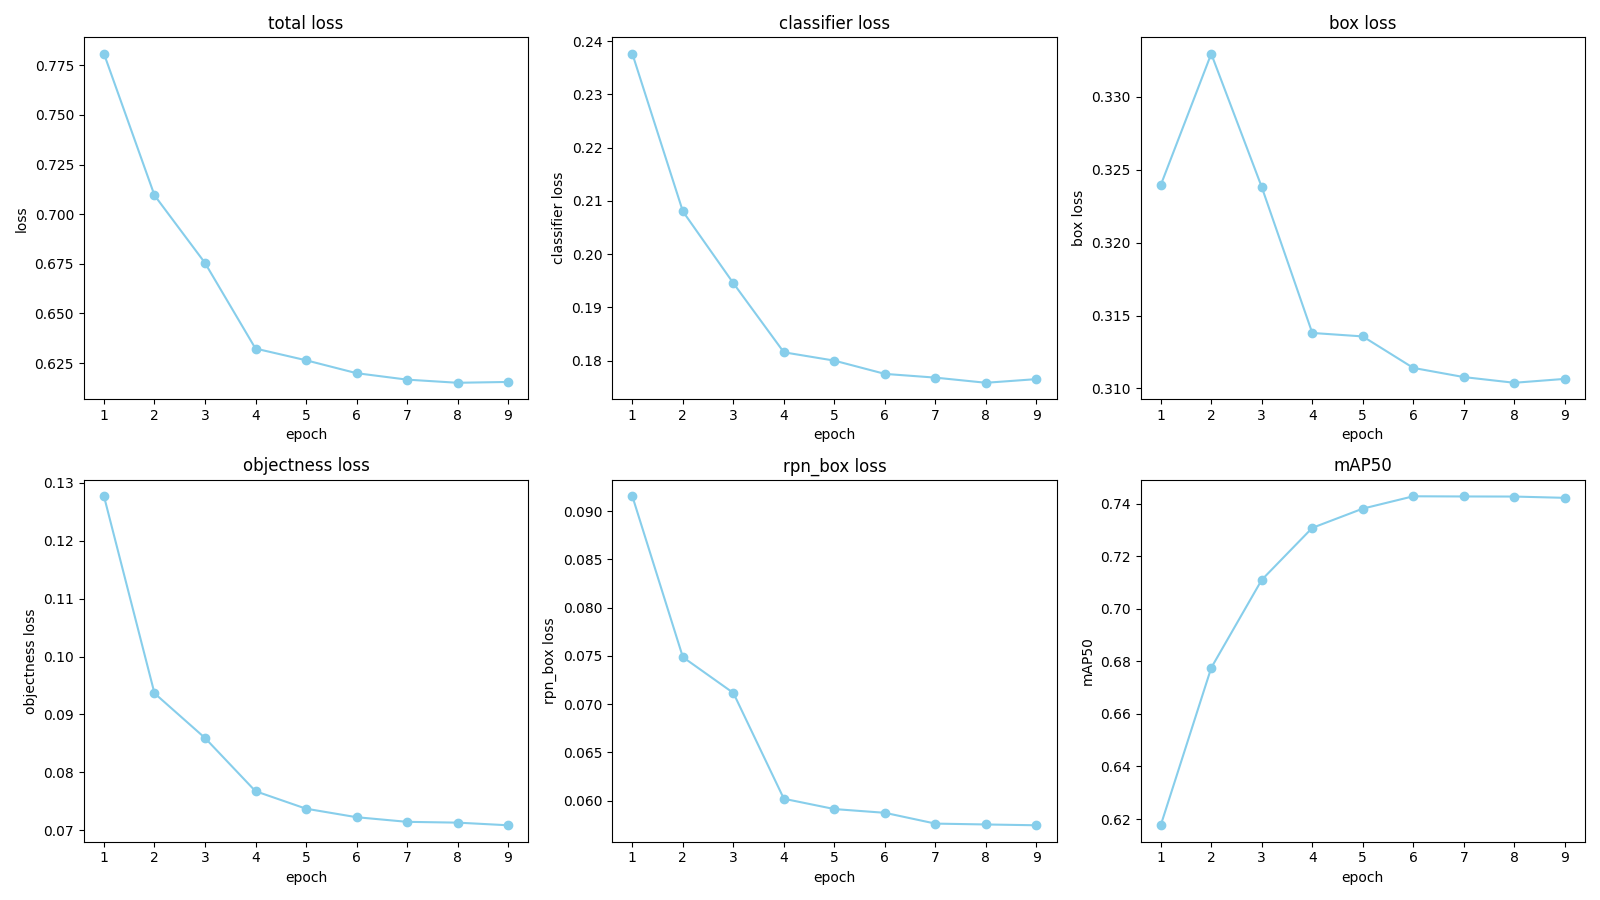 total loss
loss
0.775
0.750
0.725
0.700
0.675
0.650
0.625
1 2 3 4 5 6 7 8 9
epoch
classifier loss
classifier loss
0.24
0.23
0.22
0.21
0.20
0.19
0.18
1 2 3 4 5 6 7 8 9
epoch
box loss
box loss
0.330
0.325
0.320
0.315
0.310
1 2 3 4 5 6 7 8 9
epoch
objectness loss
objectness loss
0.13
0.12
0.11
0.10
0.09
0.08
0.07
1 2 3 4 5 6 7 8 9
epoch
rpn_box loss
rpn_box loss
0.090
0.085
0.080
0.075
0.070
0.065
0.060
1 2 3 4 5 6 7 8 9
epoch
mAP50
mAP50
0.74
0.72
0.70
0.68
0.66
0.64
0.62
1 2 3 4 5 6 7 8 9
epoch